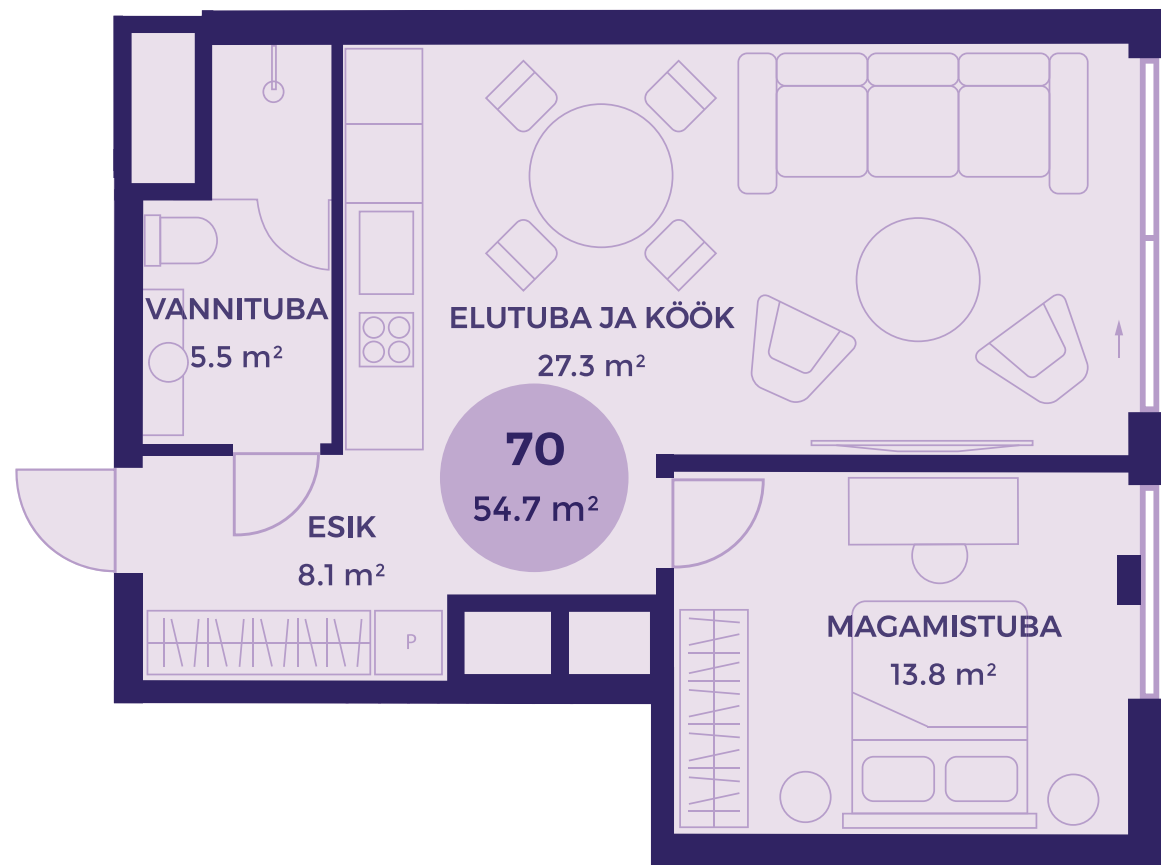 VANNITUBA
5.5 m²
ELUTUBA JA KÖÖK
27.3 m²
70
54.7 m²
ESIK
8.1 m²
P
MAGAMISTUBA
13.8 m²